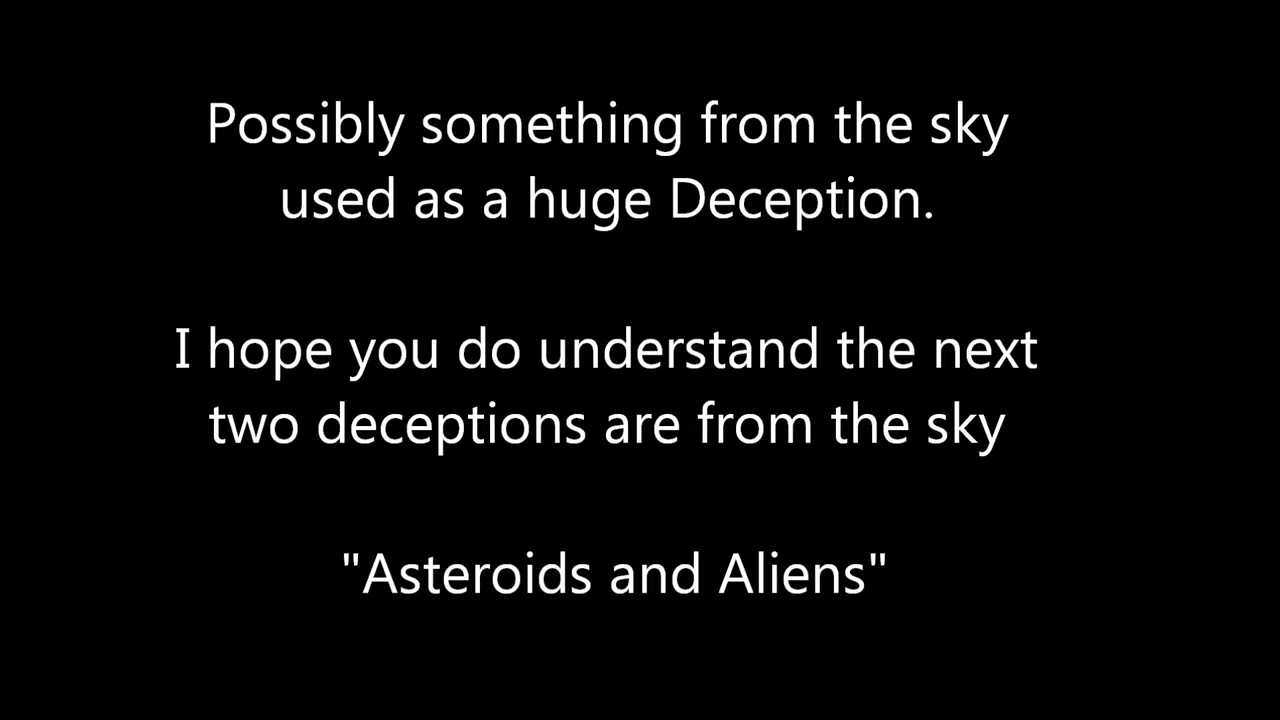 Possibly something from the sky
used as a huge Deception.
I hope you do understand the next
two deceptions are from the sky
"Asteroids and Aliens"